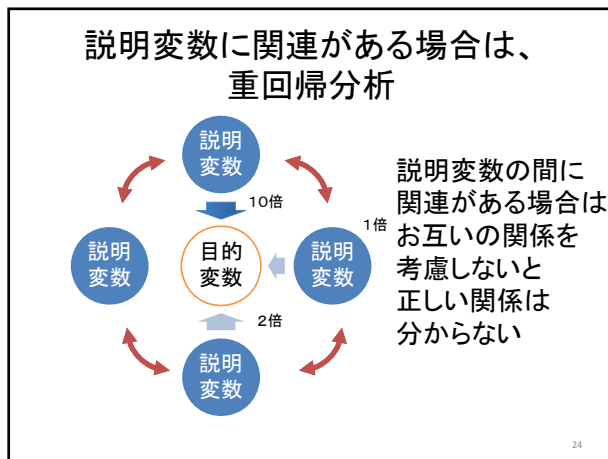 説明変数に関連がある場合は、
重回帰分析
説明
変数
10倍
説明
変数
目的
変数
1倍
説明
変数
2倍
説明
変数
説明変数の間に
関連がある場合は
お互いの関係を
考慮しないと
正しい関係は
分からない
24